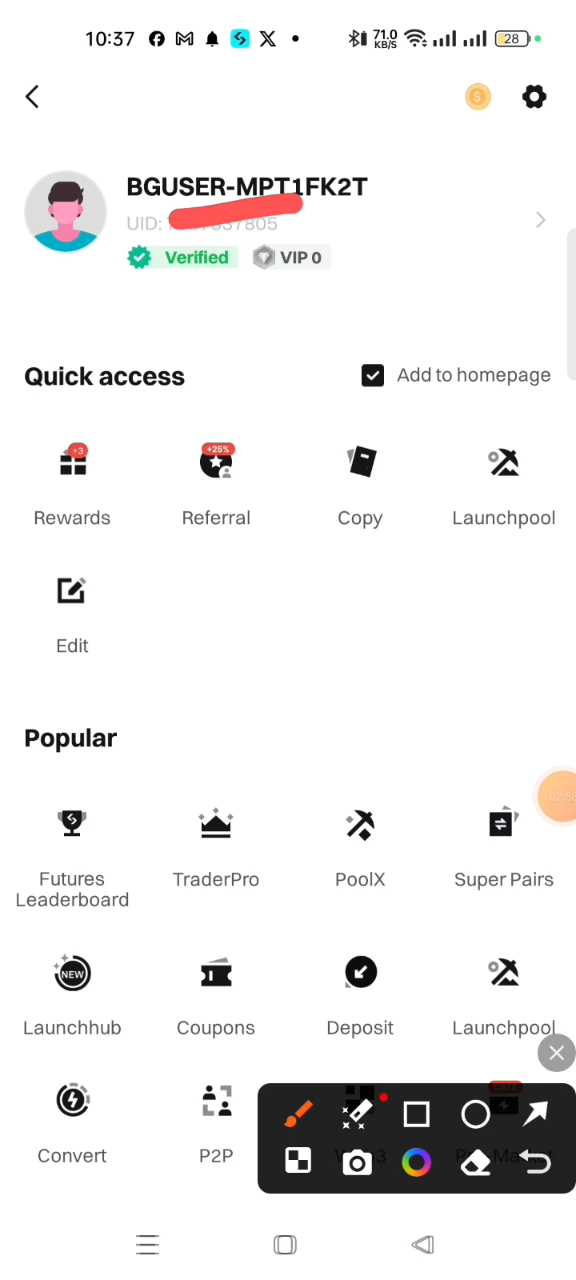 10:37 71.0 KB/S 28
BGUSER-MPT1FK2T
UID:
Verified VIP 0
Quick access Add to homepage
+3 +25%
Rewards Referral Copy Launchpool
Edit
Popular
02:58
Futures Leaderboard TraderPro PoolX Super Pairs
NEW
Launchhub Coupons Deposit Launchpool
Convert P2P